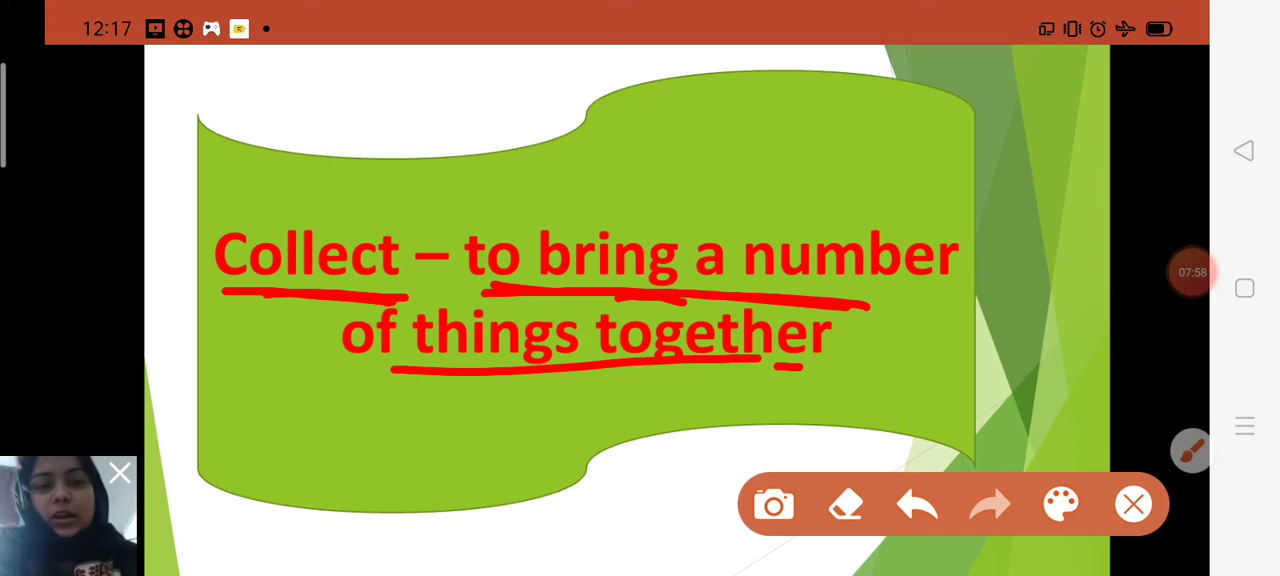 12:17
Collect – to bring a number
of things together
07:58